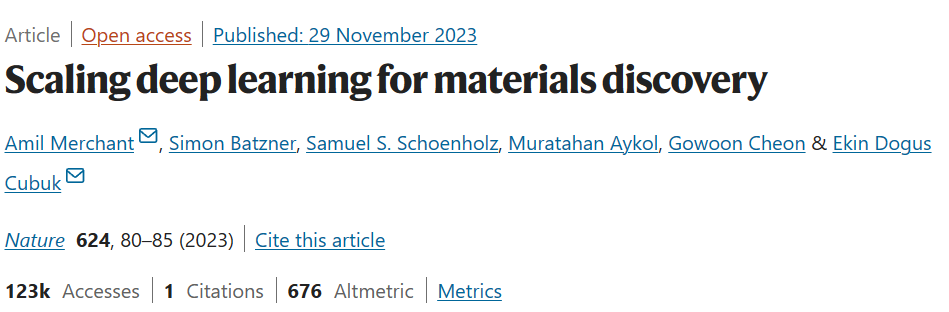 Article | Open access | Published: 29 November 2023
Scaling deep learning for materials discovery
Amil Merchant, Simon Batzner, Samuel S. Schoenholz, Muratahan Aykol, Gowoon Cheon & Ekin Dogus
Cubuk
Nature 624, 80–85 (2023) | Cite this article
123k Accesses | 1 Citations | 676 Altmetric | Metrics